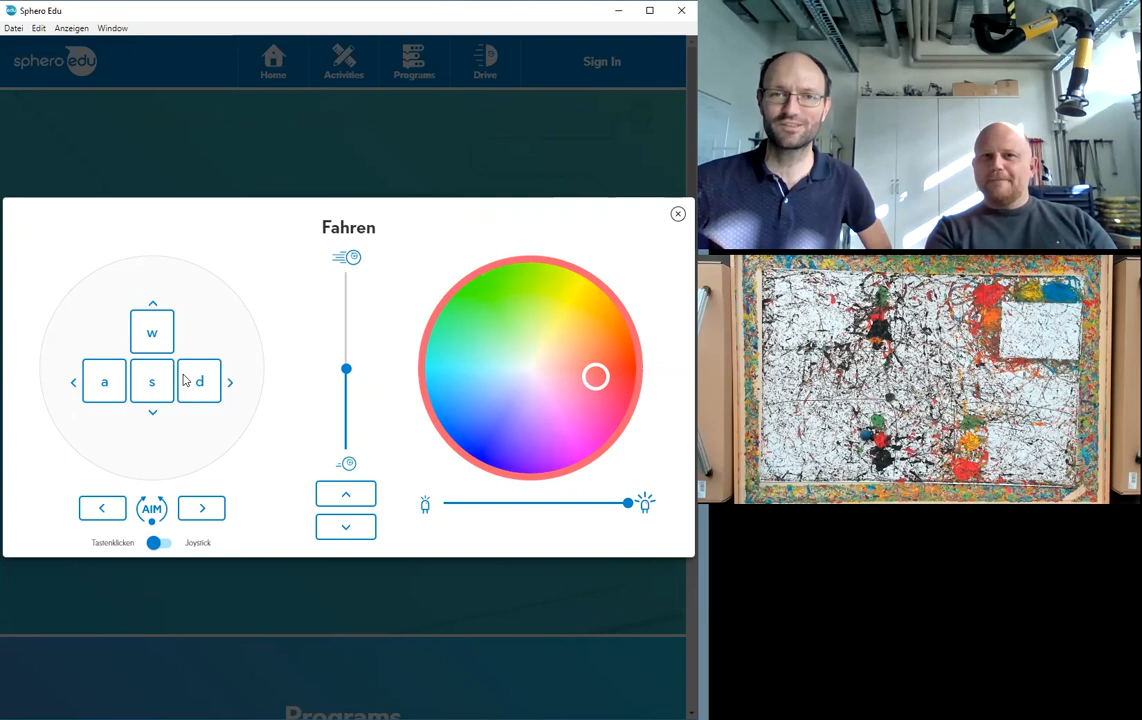 Sphero Edu
Datei Edit Anzeigen Window
sphero edu
Home
Activities
Programs
Drive
Sign In
Fahren
w
a
s
d
AIM
Tastenklicken
Joystick
Programs